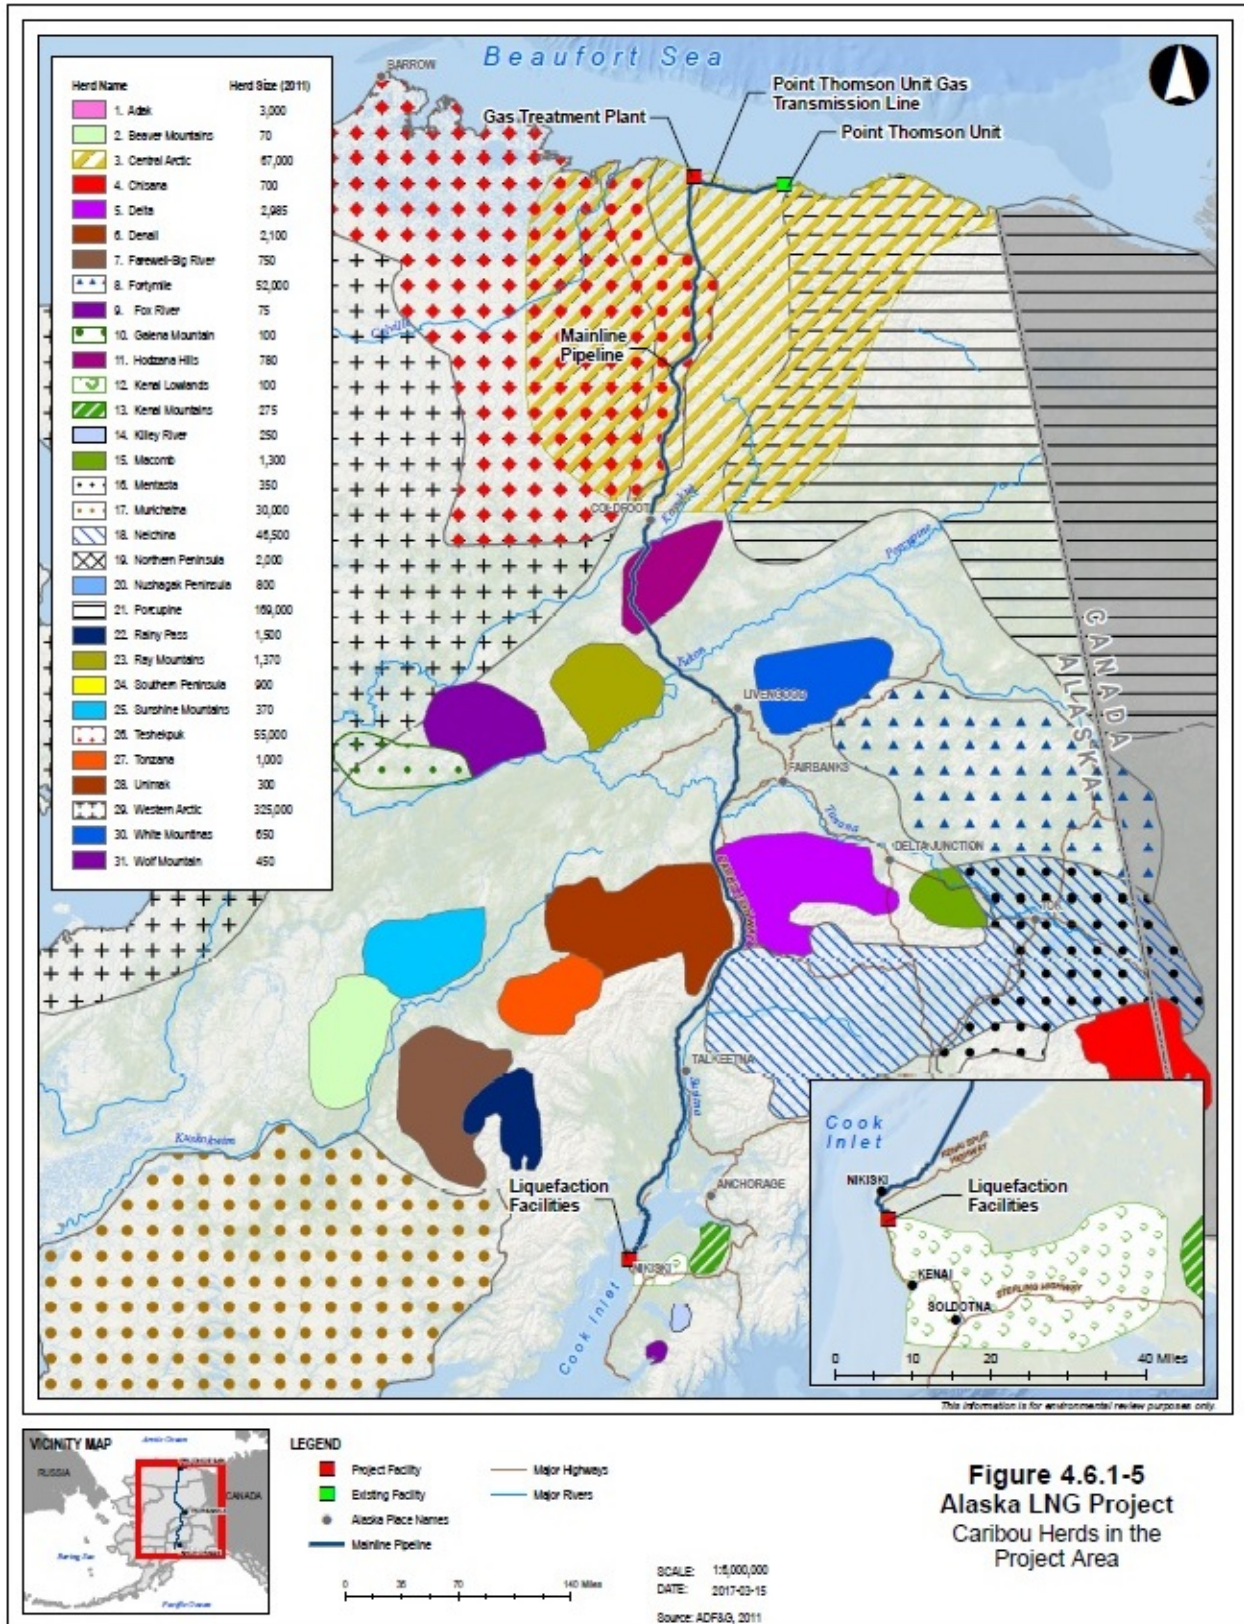 Beaufort Sea
BARROW
Point Thomson Unit Gas
Transmission Line
Gas Treatment Plant
Point Thomson Unit
Herd Name Herd Size (2011)
1. Adak 3,000
2. Beaver Mountains 70
3. Central Arctic 67,000
4. Chisana 700
5. Delta 2,985
6. Denali 2,100
7. Farewell-Big River 750
8. Fortymile 52,000
9. Fox River 75
10. Galena Mountain 100
11. Hodzana Hills 780
12. Kenai Lowlands 100
13. Kenai Mountains 275
14. Killey River 250
15. Macomb 1,300
16. Mentasta 350
17. Mulchatna 30,000
18. Nelchina 46,500
19. Northern Peninsula 2,000
20. Nushagak Peninsula 800
21. Porcupine 169,000
22. Rainy Pass 1,500
23. Ray Mountains 1,370
24. Southern Peninsula 900
25. Sunshine Mountains 370
26. Teshekpuk 55,000
27. Tonzana 1,000
28. Unimak 300
29. Western Arctic 325,000
30. White Mountnas 650
31. Wolf Mountain 450
Colville
Mainline
Pipeline
COLDFOOT
Koyukuk
Porcupine
CANADA
ALASKA
Yukon
LIVENGOOD
FAIRBANKS
Tanana
DELTA JUNCTION
TOK
TALKEETNA
Susitna
Kuskokwim
ANCHORAGE
Liquefaction
Facilities
NIKISKI
Cook Inlet
Cook
Inlet
KENAI SPUR
HIGHWAY
NIKISKI
Liquefaction
Facilities
KENAI
STERLING HIGHWAY
SOLDOTNA
0 10 20 40 Miles
This information is for environmental review purposes only.
VICINITY MAP
Arctic Ocean
RUSSIA
CANADA
Bering Sea
Pacific Ocean
LEGEND
Project Facility
Existing Facility
Alaska Place Names
Mainline Pipeline
Major Highways
Major Rivers
0 35 70 140 Miles
SCALE:
DATE: 2017-03-15
Source: ADF&G, 2011
Figure 4.6.1-5
Alaska LNG Project
Caribou Herds in the
Project Area